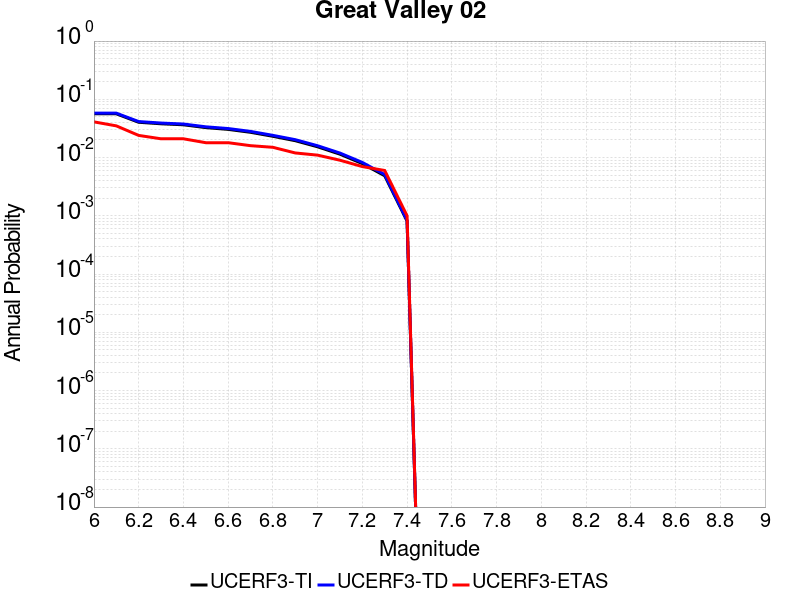 Great Valley 02
10^0
10^-1
10^-2
10^-3
10^-4
10^-5
10^-6
10^-7
10^-8
Annual Probability
6 6.2 6.4 6.6 6.8 7 7.2 7.4 7.6 7.8 8 8.2 8.4 8.6 8.8 9
Magnitude
UCERF3-TI UCERF3-TD UCERF3-ETAS